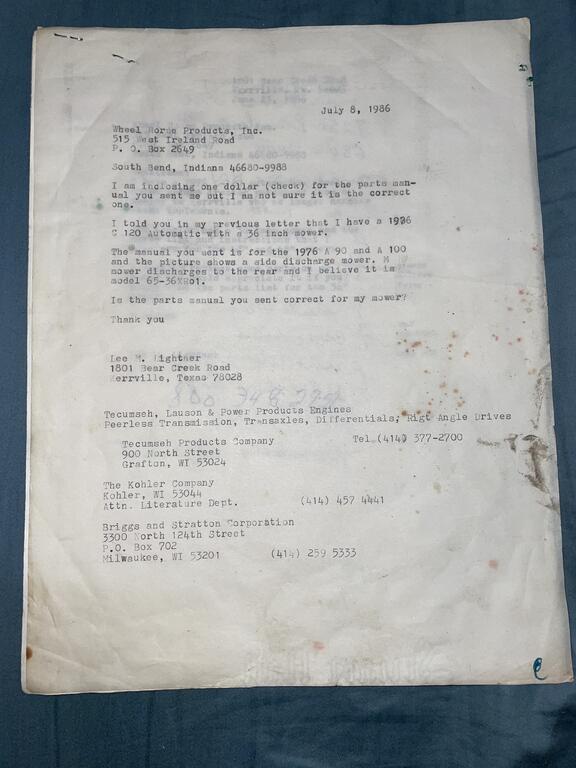 July 8, 1986
Wheel Horse Products, Inc.
515 West Ireland Road
P. O. Box 2649
South Bend, Indiana 46680-9988
I am inclosing one dollar (check) for the parts man-
ual you sent me but I am not sure it is the correct
one.
I told you in my previous letter that I have a 1976
C 120 Automatic with a 36 inch mower.
The manual you sent is for the 1976 A 90 and A 100
and the picture shows a side discharge mower. M
mower discharges to the rear and I believe it is
model 65-36XR01.
Is the parts manual you sent correct for my mower?
Thank you
Lee M. Lightner
1801 Bear Creek Road
Kerrville, Texas 78028
800 348
Tecumseh, Lauson & Power Products Engines
Peerless Transmission, Transaxles, Differentials, Rigt Angle Drives
Tecumseh Products Company Tel (414) 377-2700
900 North Street
Grafton, WI 53024
The Kohler Company
Kohler, WI 53044
Attn. Literature Dept. (414) 457 4441
Briggs and Stratton Corporation
3300 North 124th Street
P.O. Box 702
Milwaukee, WI 53201 (414) 259 5333